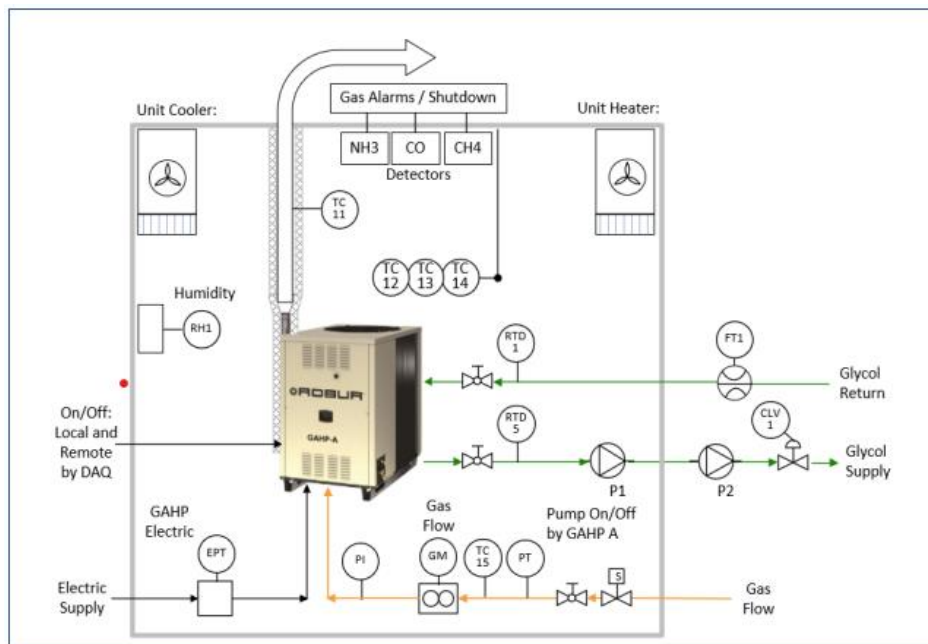 Gas Alarms / Shutdown
Unit Cooler:
Unit Heater:
NH3
CO
CH4
Detectors
TC
11
TC
12
TC
13
TC
14
Humidity
RH1
RTD
1
FT1
Glycol
Return
ROBUR
GAHP-A
On/Off:
Local and
Remote
by DAQ
RTD
5
CLV
1
Glycol
Supply
P1
P2
Pump On/Off
by GAHP A
GAHP
Electric
EPT
Electric
Supply
Gas
Flow
PI
GM
TC
15
PT
S
Gas
Flow